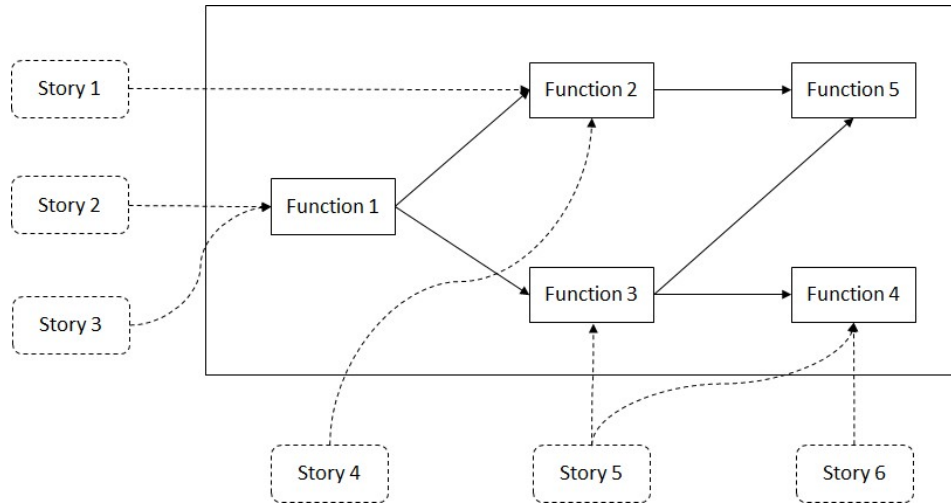 Story 1
Function 2
Function 5
Story 2
Function 1
Function 3
Function 4
Story 3
Story 4
Story 5
Story 6